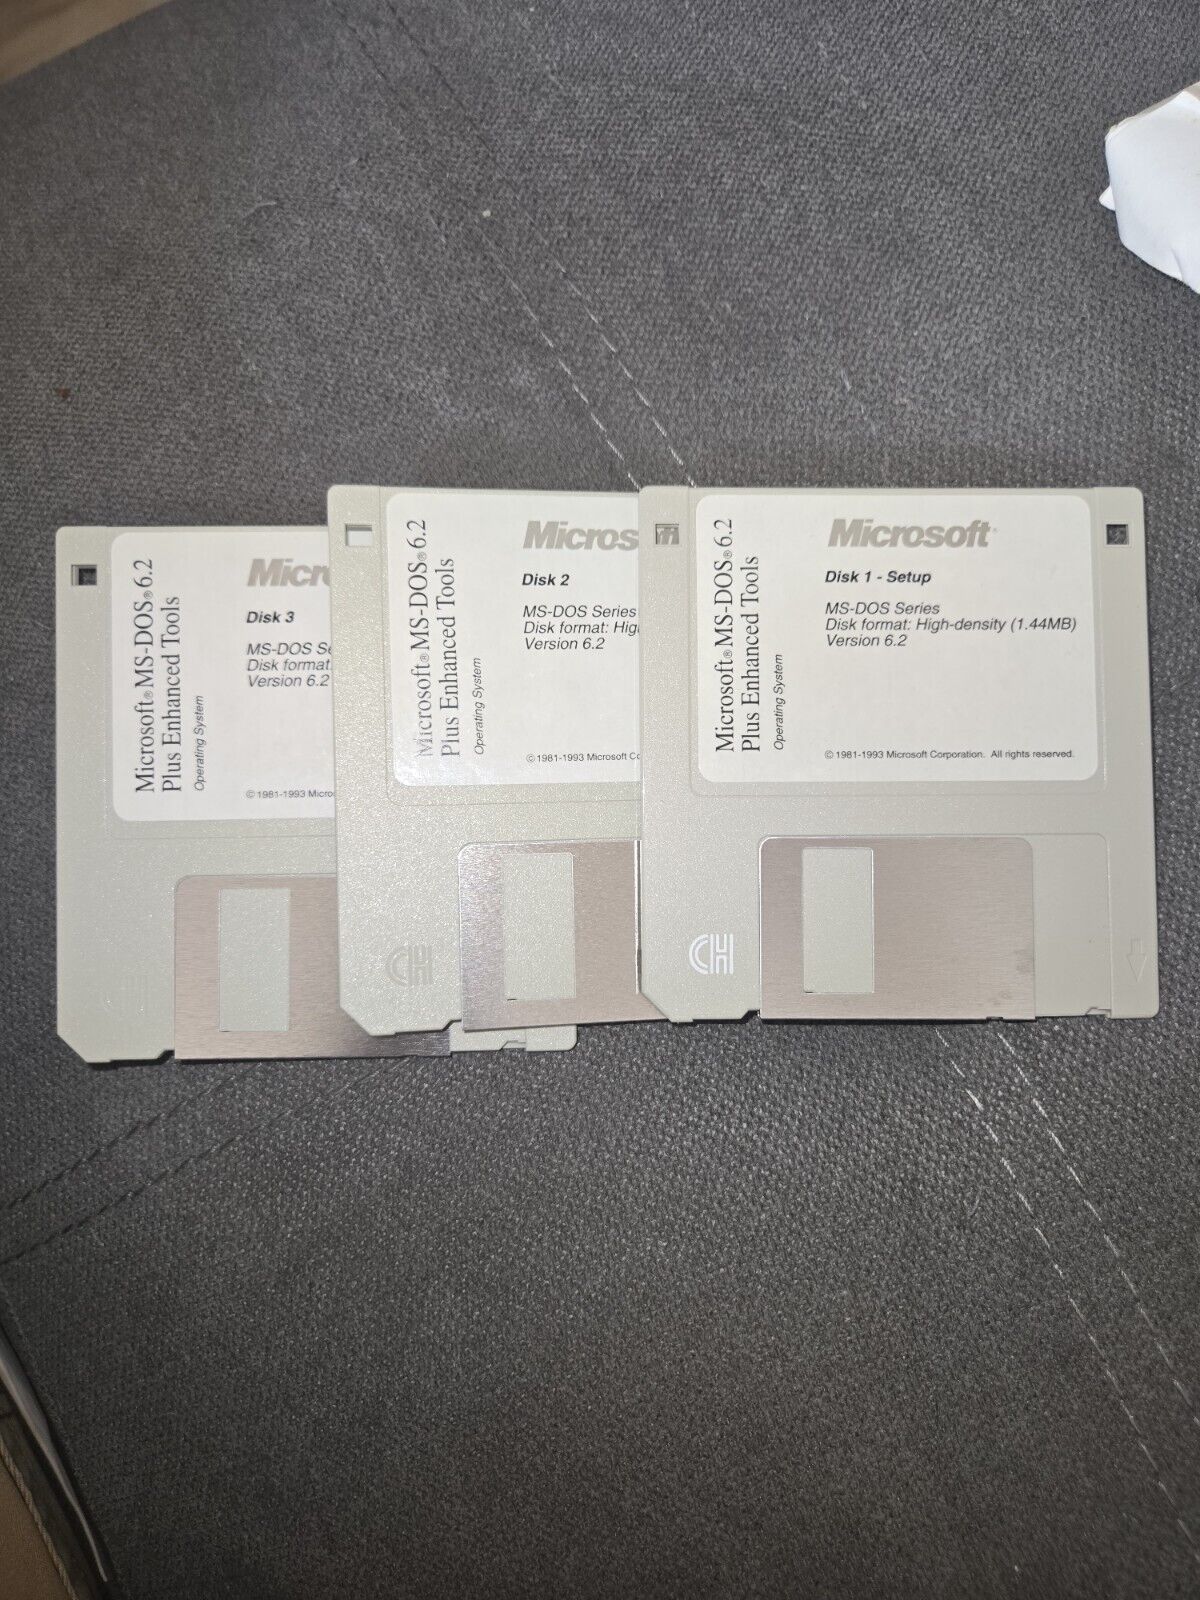 Microsoft® MS-DOS® 6.2
Plus Enhanced Tools
Operating System
Micr
Disk 3
MS-DOS Se
Disk format:
Version 6.2
© 1981-1993 Micro
Microsoft® MS-DOS® 6.2
Plus Enhanced Tools
Operating System
Micros
Disk 2
MS-DOS Series
Disk format: Hig
Version 6.2
© 1981-1993 Microsoft Co
Microsoft® MS-DOS® 6.2
Plus Enhanced Tools
Operating System
Microsoft®
Disk 1 - Setup
MS-DOS Series
Disk format: High-density (1.44MB)
Version 6.2
© 1981-1993 Microsoft Corporation. All rights reserved.
CH
CH